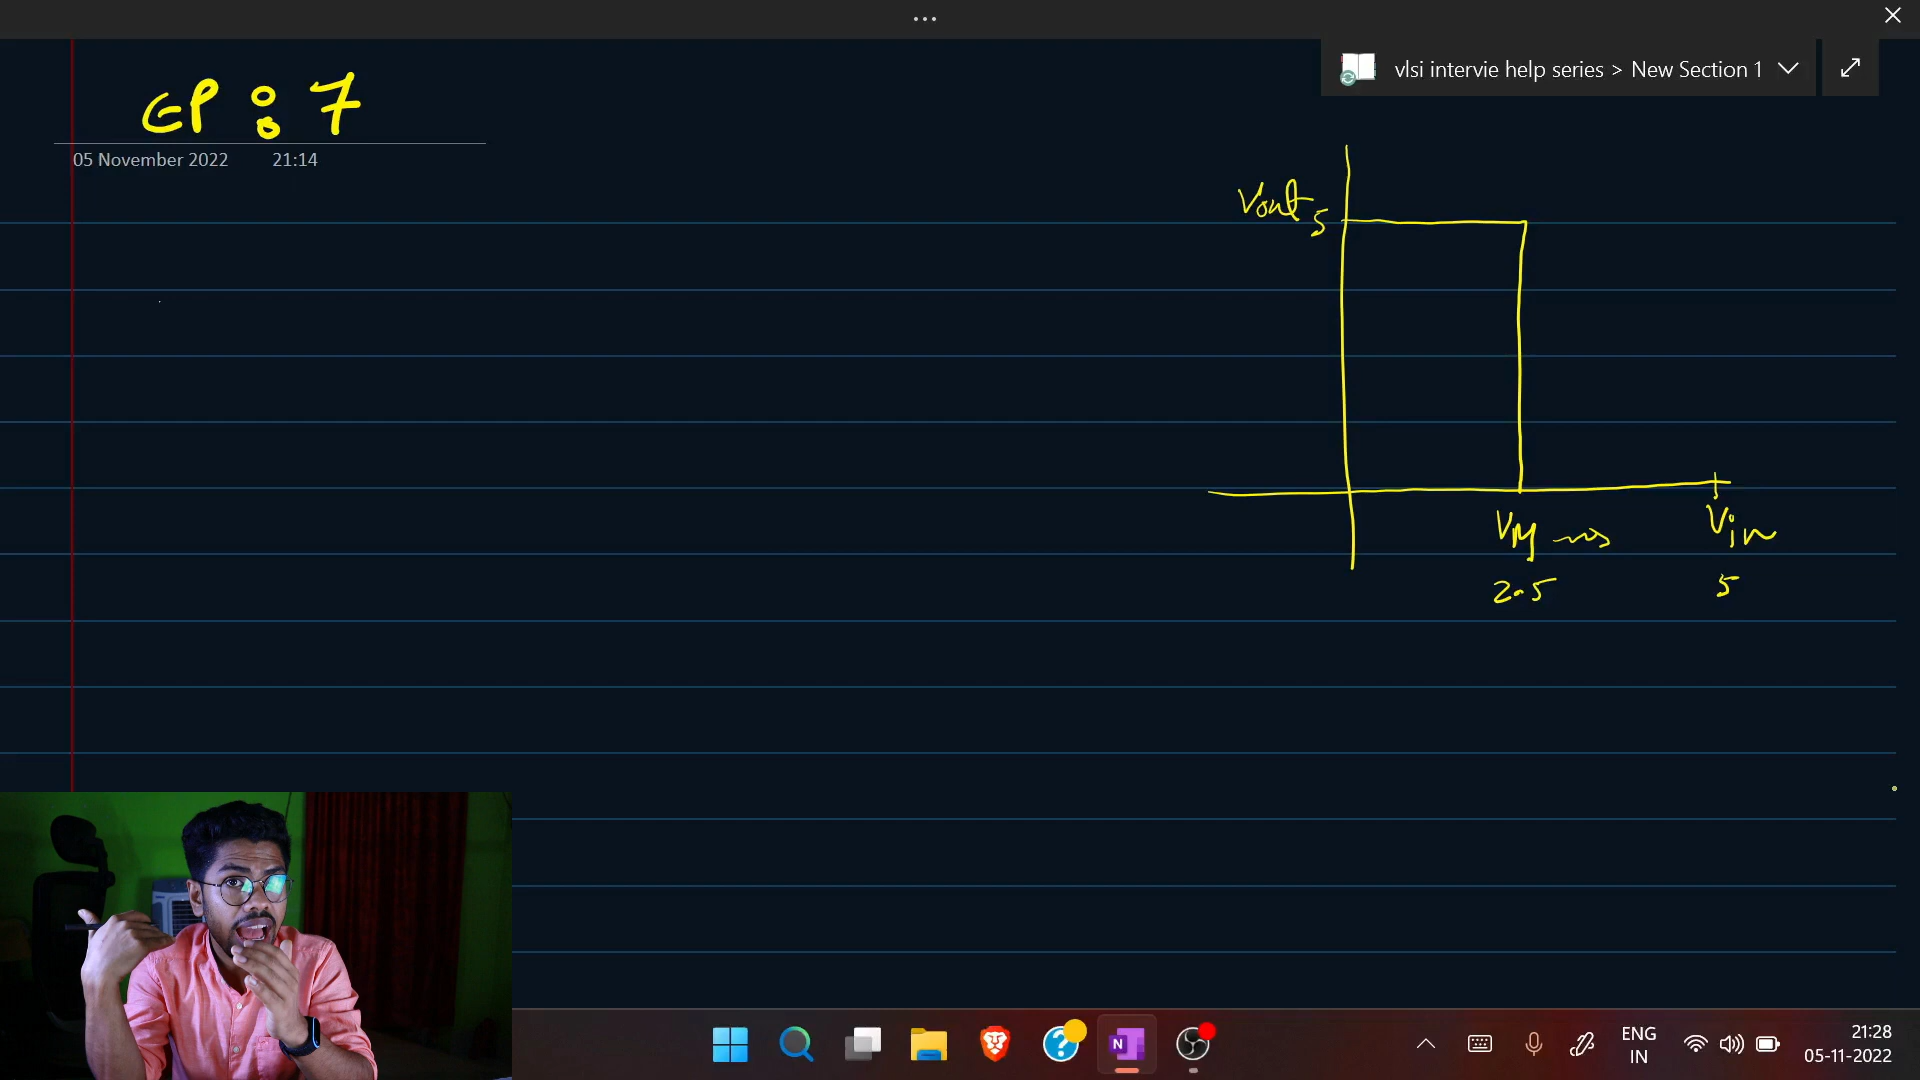 vlsi intervie help series > New Section 1
EP : 7
05 November 2022 21:14
Vout
5
VM
Vin
2.5
5
ENG
IN
21:28
05-11-2022